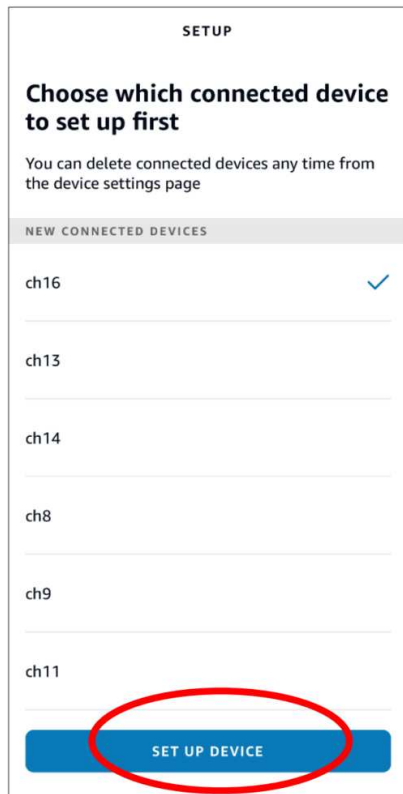 SETUP
Choose which connected device
to set up first
You can delete connected devices any time from
the device settings page
NEW CONNECTED DEVICES
ch16
ch13
ch14
ch8
ch9
ch11
SET UP DEVICE